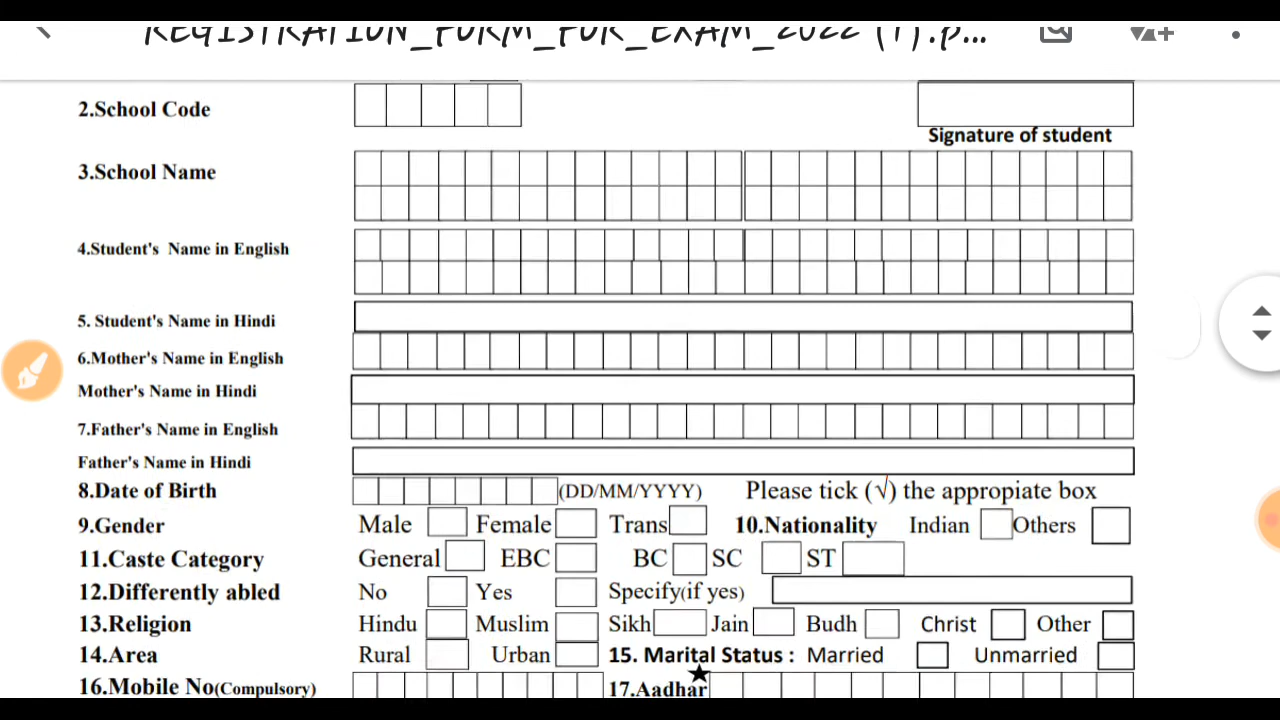 REGISTRATION_FORM_FOR_EXAM_2022 (1).p...
2.School Code
Signature of student
3.School Name
4.Student's Name in English
5. Student's Name in Hindi
6.Mother's Name in English
Mother's Name in Hindi
7.Father's Name in English
Father's Name in Hindi
8.Date of Birth (DD/MM/YYYY) Please tick (√) the appropiate box
9.Gender Male Female Trans 10.Nationality Indian Others
11.Caste Category General EBC BC SC ST
12.Differently abled No Yes Specify(if yes)
13.Religion Hindu Muslim Sikh Jain Budh Christ Other
14.Area Rural Urban 15. Marital Status : Married Unmarried
16.Mobile No(Compulsory) 17.Aadhar